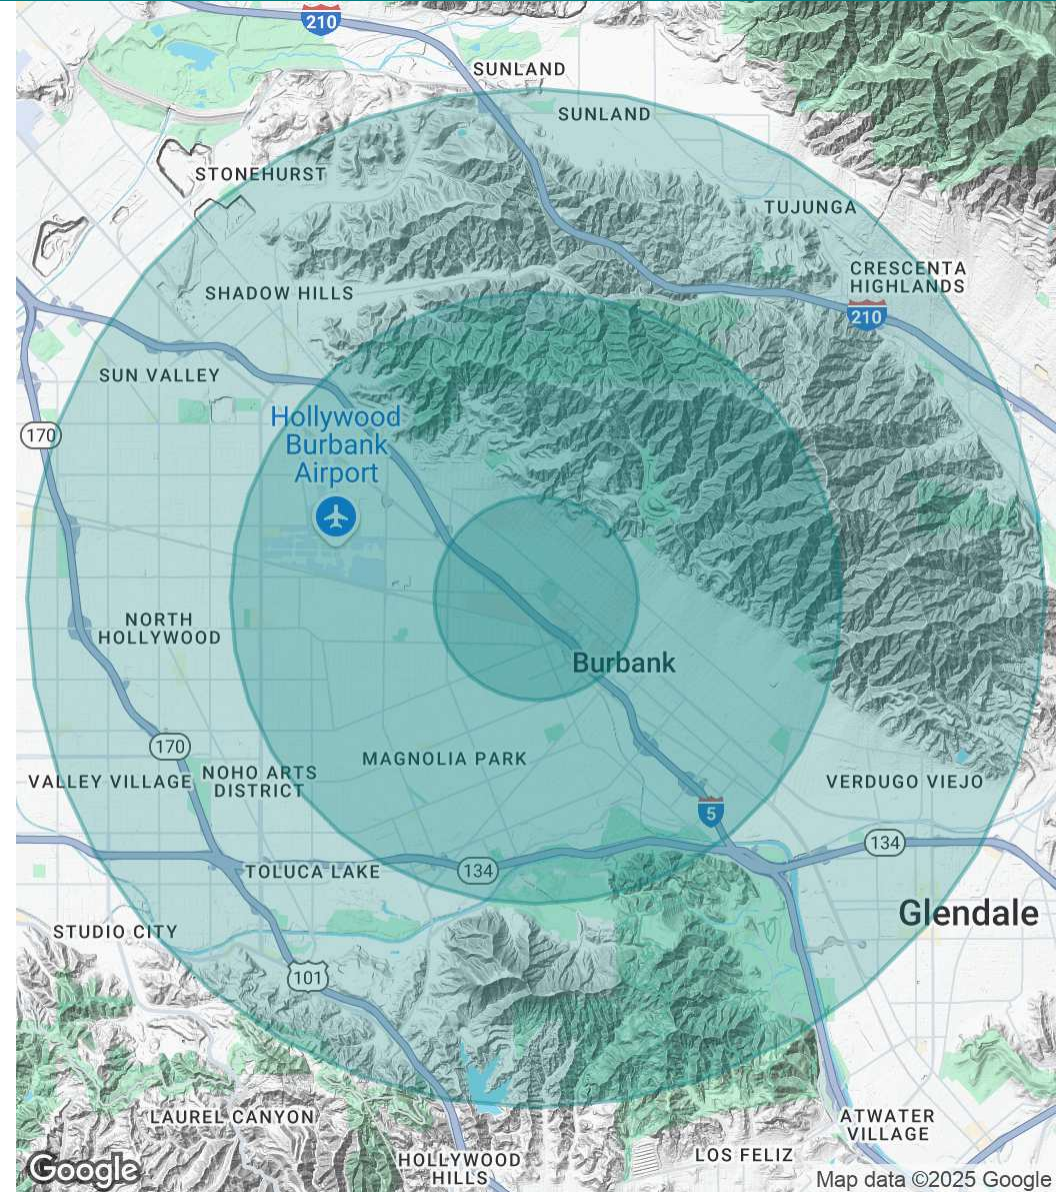 210
SUNLAND
SUNLAND
STONEHURST
TUJUNGA
CRESCENTA
HIGHLANDS
SHADOW HILLS
210
SUN VALLEY
Hollywood
Burbank
Airport
170
NORTH
HOLLYWOOD
Burbank
170
MAGNOLIA PARK
VALLEY VILLAGE
NOHO ARTS
DISTRICT
VERDUGO VIEJO
5
134
TOLUCA LAKE
134
Glendale
STUDIO CITY
101
LAUREL CANYON
ATWATER
VILLAGE
HOLLYWOOD
HILLS
LOS FELIZ
Google
Map data ©2025 Google